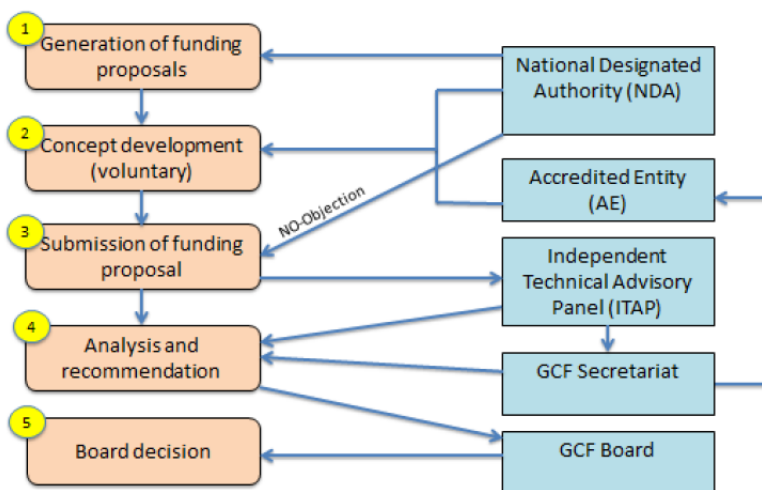 1
Generation of funding
proposals
2
Concept development
(voluntary)
3
Submission of funding
proposal
4
Analysis and
recommendation
5
Board decision
NO-Objection
National Designated
Authority (NDA)
Accredited Entity
(AE)
Independent
Technical Advisory
Panel (ITAP)
GCF Secretariat
GCF Board